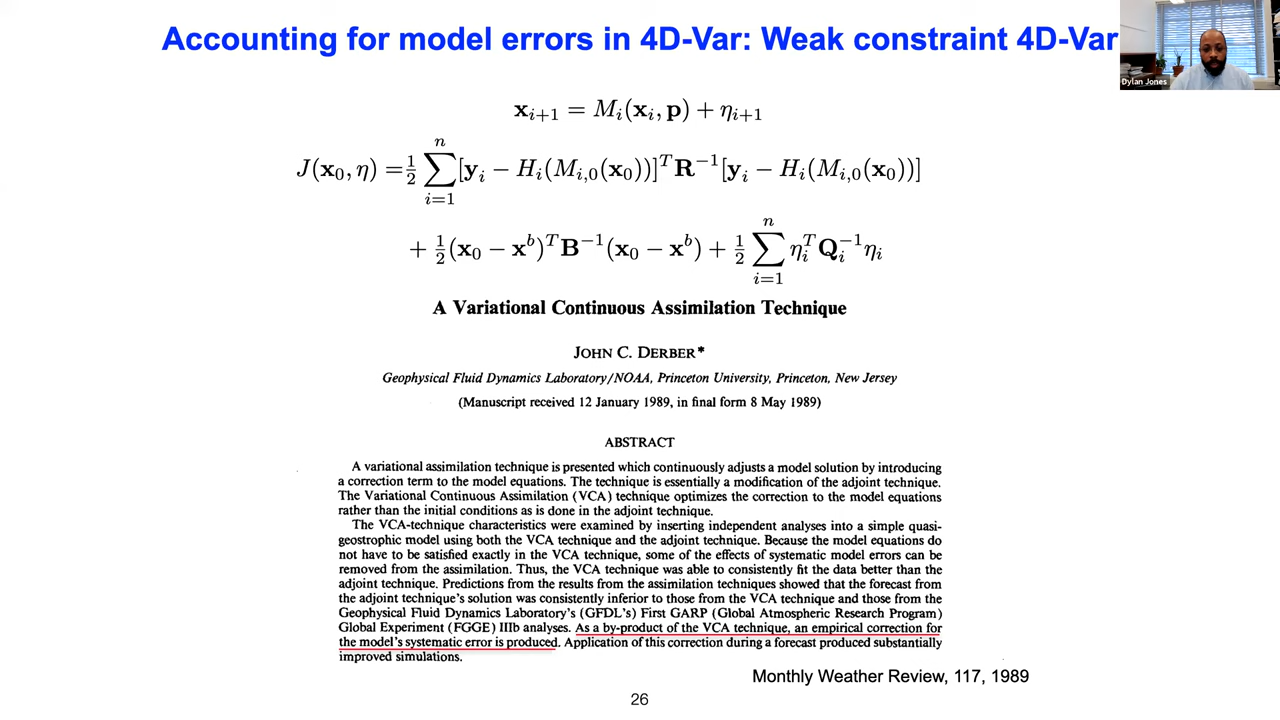 Accounting for model errors in 4D-Var: Weak constraint 4D-Var
Dylan Jones
x_{i+1} = M_i(x_i, p) + η_{i+1}
J(x_0, η) = ½ ∑_{i=1}^{n} [y_i − H_i(M_{i,0}(x_0))]^T R^{−1} [y_i − H_i(M_{i,0}(x_0))]
+ ½(x_0 − x^b)^T B^{−1}(x_0 − x^b) + ½ ∑_{i=1}^{n} η_i^T Q_i^{−1} η_i
A Variational Continuous Assimilation Technique
JOHN C. DERBER*
Geophysical Fluid Dynamics Laboratory/NOAA, Princeton University, Princeton, New Jersey
(Manuscript received 12 January 1989, in final form 8 May 1989)
ABSTRACT
A variational assimilation technique is presented which continuously adjusts a model solution by introducing
a correction term to the model equations. The technique is essentially a modification of the adjoint technique.
The Variational Continuous Assimilation (VCA) technique optimizes the correction to the model equations
rather than the initial conditions as is done in the adjoint technique.
The VCA-technique characteristics were examined by inserting independent analyses into a simple quasi-
geostrophic model using both the VCA technique and the adjoint technique. Because the model equations do
not have to be satisfied exactly in the VCA technique, some of the effects of systematic model errors can be
removed from the assimilation. Thus, the VCA technique was able to consistently fit the data better than the
adjoint technique. Predictions from the results from the assimilation techniques showed that the forecast from
the adjoint technique's solution was consistently inferior to those from the VCA technique and those from the
Geophysical Fluid Dynamics Laboratory's (GFDL's) First GARP (Global Atmospheric Research Program)
Global Experiment (FGGE) IIIb analyses. As a by-product of the VCA technique, an empirical correction for
the model's systematic error is produced. Application of this correction during a forecast produced substantially
improved simulations.
Monthly Weather Review, 117, 1989
26